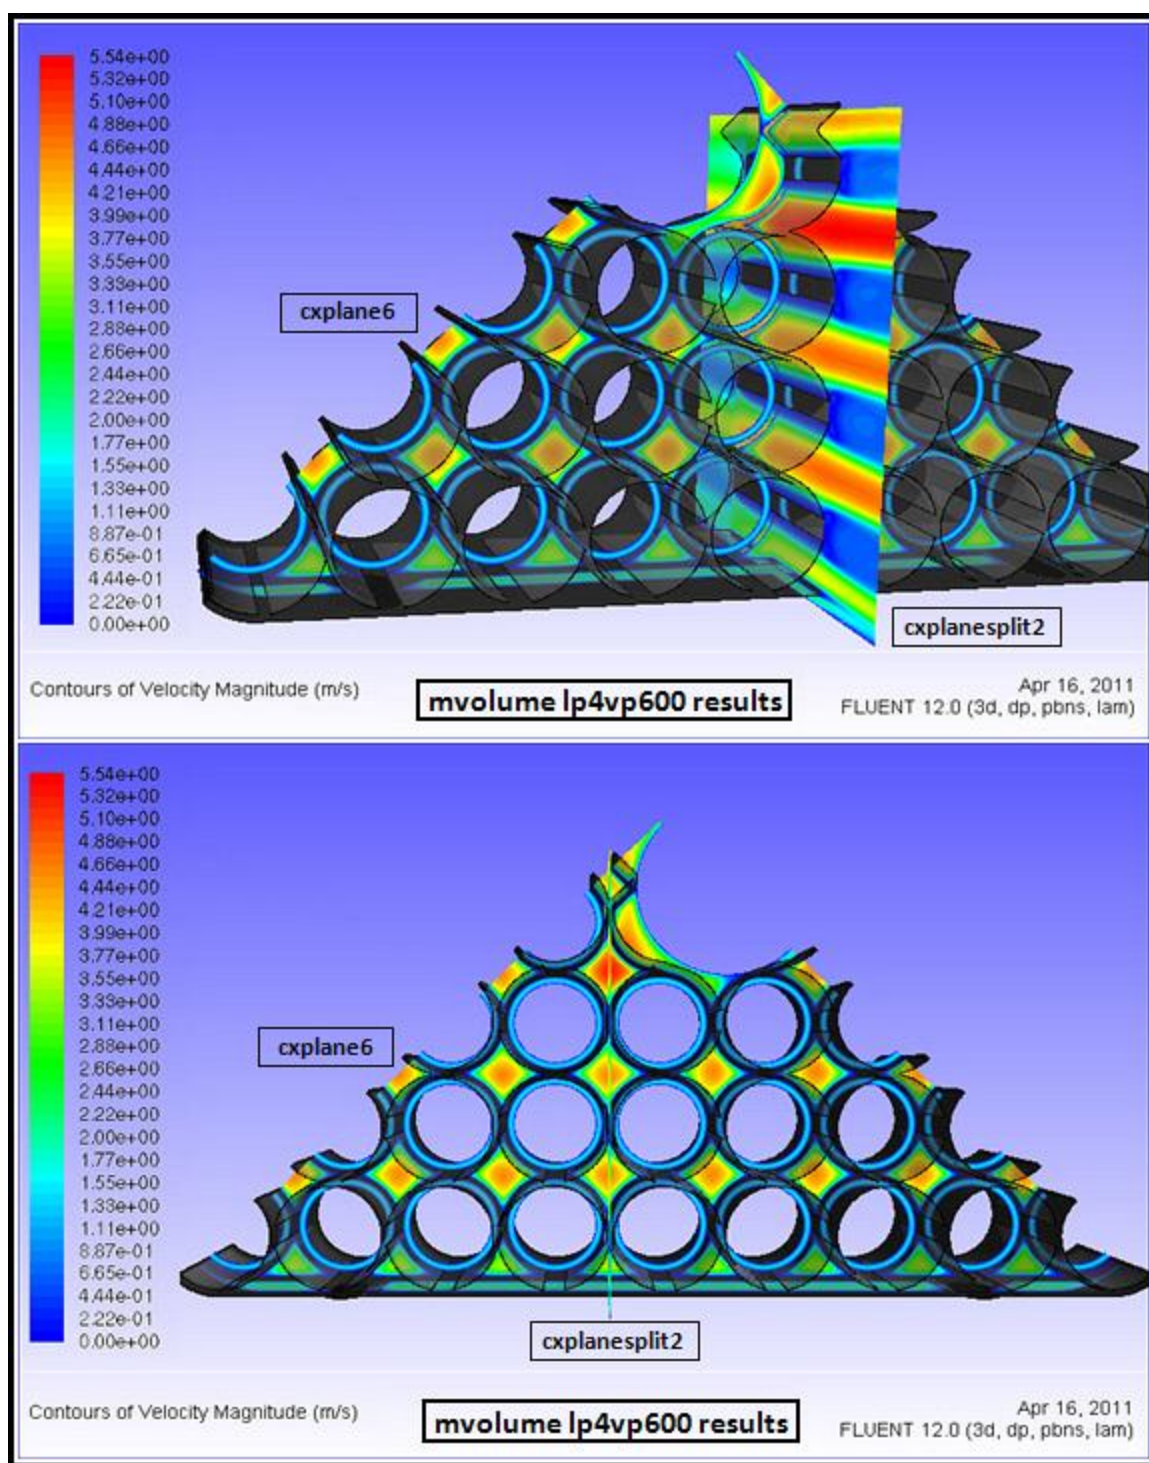 5.54e+00
5.32e+00
5.10e+00
4.88e+00
4.66e+00
4.44e+00
4.21e+00
3.99e+00
3.77e+00
3.55e+00
3.33e+00
3.11e+00
2.88e+00
2.66e+00
2.44e+00
2.22e+00
2.00e+00
1.77e+00
1.55e+00
1.33e+00
1.11e+00
8.87e-01
6.65e-01
4.44e-01
2.22e-01
0.00e+00
cxplane6
cxplanesplit2
Contours of Velocity Magnitude (m/s)
mvolume lp4vp600 results
Apr 16, 2011
FLUENT 12.0 (3d, dp, pbns, lam)
5.54e+00
5.32e+00
5.10e+00
4.88e+00
4.66e+00
4.44e+00
4.21e+00
3.99e+00
3.77e+00
3.55e+00
3.33e+00
3.11e+00
2.88e+00
2.66e+00
2.44e+00
2.22e+00
2.00e+00
1.77e+00
1.55e+00
1.33e+00
1.11e+00
8.87e-01
6.65e-01
4.44e-01
2.22e-01
0.00e+00
cxplane6
cxplanesplit2
Contours of Velocity Magnitude (m/s)
mvolume lp4vp600 results
Apr 16, 2011
FLUENT 12.0 (3d, dp, pbns, lam)